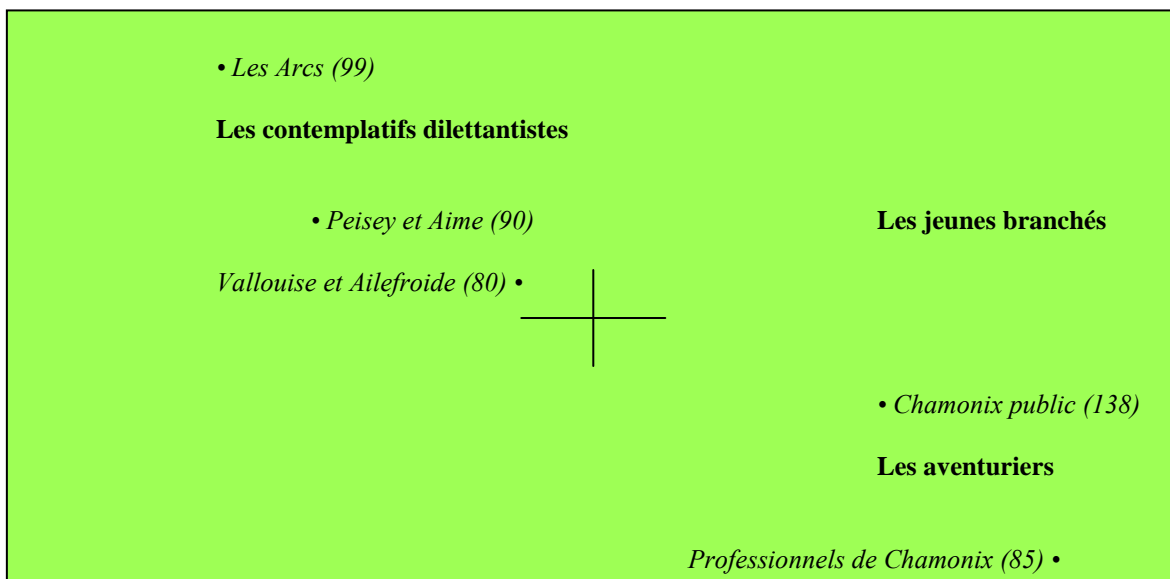 • Les Arcs (99)
Les contemplatifs dilettantistes
• Peisey et Aime (90)
Les jeunes branchés
Vallouise et Ailefroide (80) •
• Chamonix public (138)
Les aventuriers
Professionnels de Chamonix (85) •